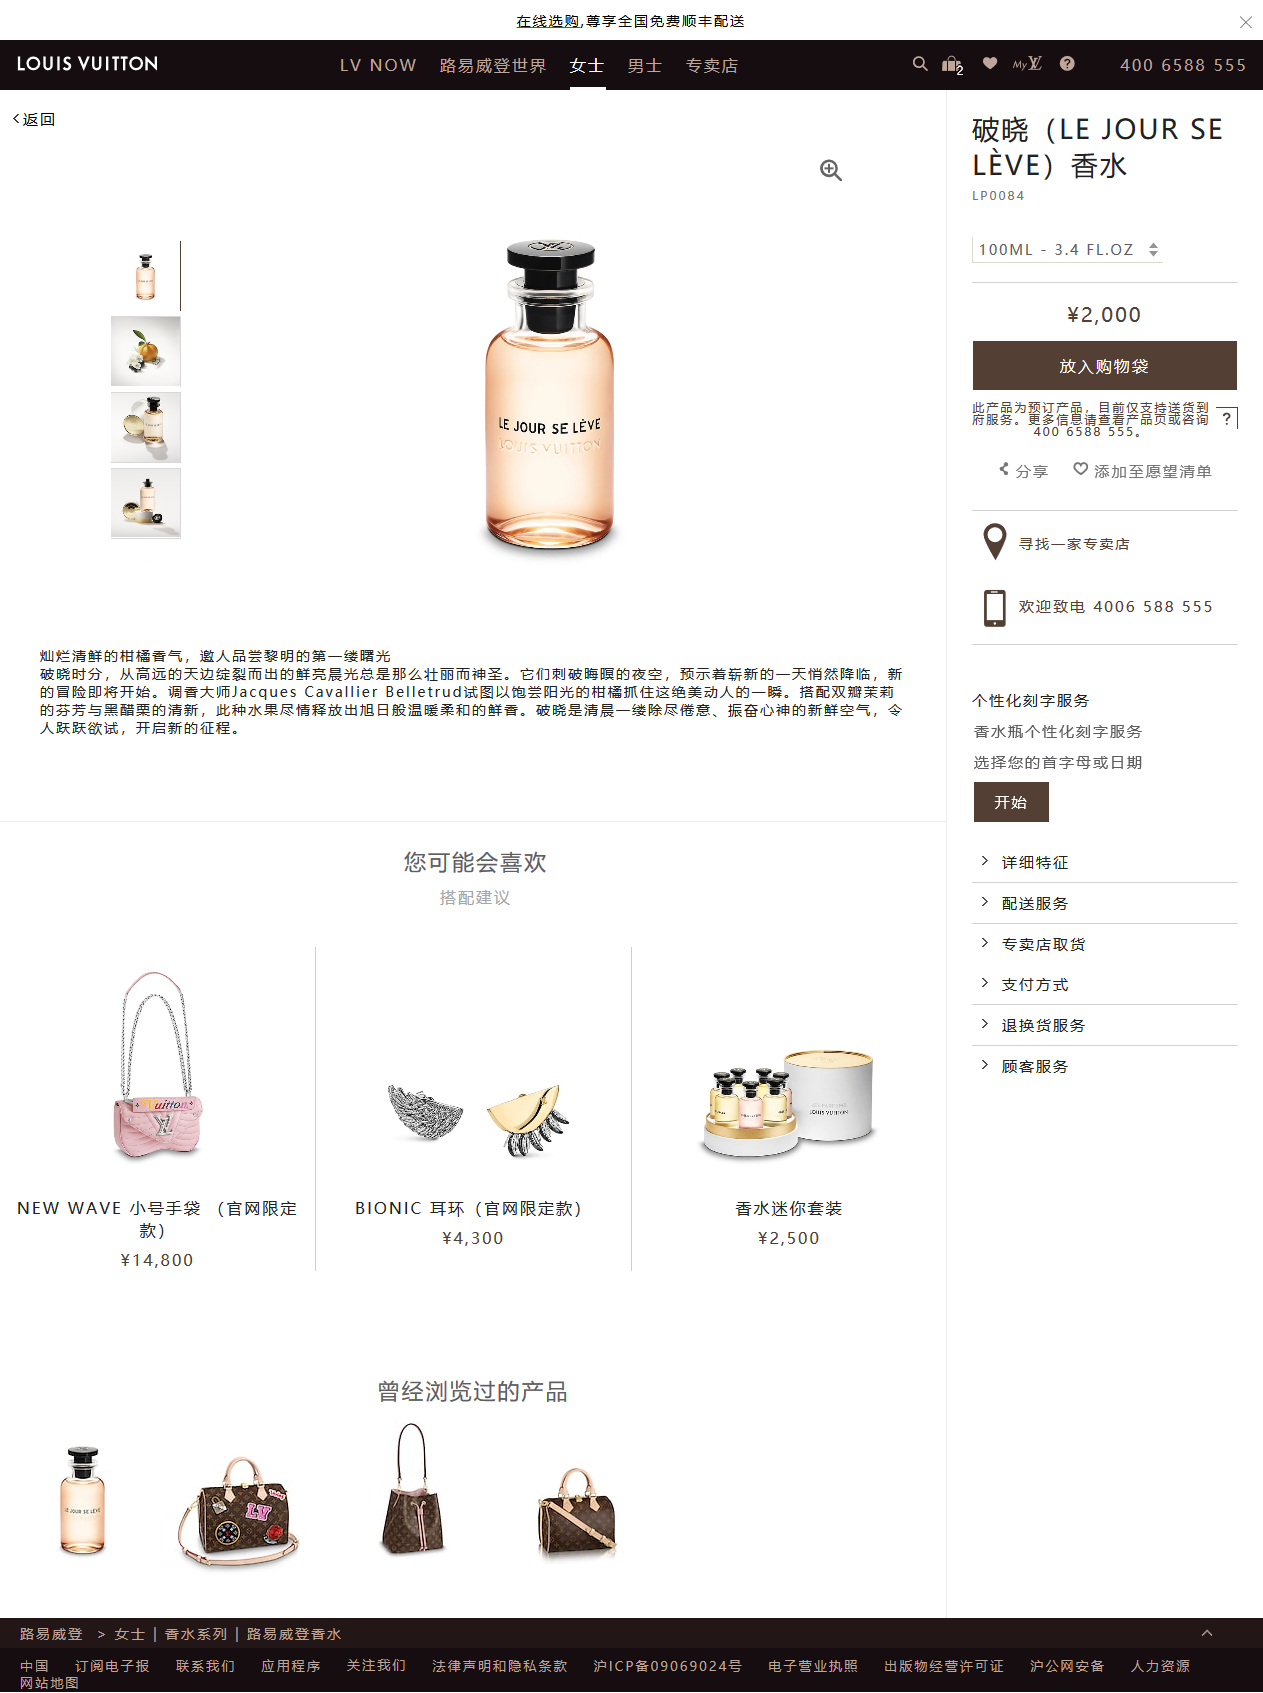 在线选购,尊享全国免费顺丰配送
LOUIS VUITTON
LV NOW 路易威登世界 女士 男士 专卖店
2 My LV ? 400 6588 555
返回
破晓（LE JOUR SE
LÈVE）香水
LP0084
100ML - 3.4 FL.OZ
¥2,000
放入购物袋
此产品为预订产品，目前仅支持送货到
府服务。更多信息请查看产品页或咨询
400 6588 555。
?
分享 添加至愿望清单
寻找一家专卖店
欢迎致电 4006 588 555
LE JOUR SE LÈVE
LOUIS VUITTON
灿烂清鲜的柑橘香气，邀人品尝黎明的第一缕曙光
破晓时分，从高远的天边绽裂而出的鲜亮晨光总是那么壮丽而神圣。它们刺破晦暝的夜空，预示着崭新的一天悄然降临，新
的冒险即将开始。调香大师Jacques Cavallier Belletrud试图以饱尝阳光的柑橘抓住这绝美动人的一瞬。搭配双瓣茉莉
的芬芳与黑醋栗的清新，此种水果尽情释放出旭日般温暖柔和的鲜香。破晓是清晨一缕除尽倦意、振奋心神的新鲜空气，令
人跃跃欲试，开启新的征程。
个性化刻字服务
香水瓶个性化刻字服务
选择您的首字母或日期
开始
详细特征
配送服务
专卖店取货
支付方式
退换货服务
顾客服务
您可能会喜欢
搭配建议
LES PARFUMS
LOUIS VUITTON
NEW WAVE 小号手袋 （官网限定
款）
¥14,800
BIONIC 耳环（官网限定款）
¥4,300
香水迷你套装
¥2,500
曾经浏览过的产品
LE JOUR SE LÈVE
LV
路易威登 > 女士 | 香水系列 | 路易威登香水
中国 订阅电子报 联系我们 应用程序 关注我们 法律声明和隐私条款 沪ICP备09069024号 电子营业执照 出版物经营许可证 沪公网安备 人力资源
网站地图